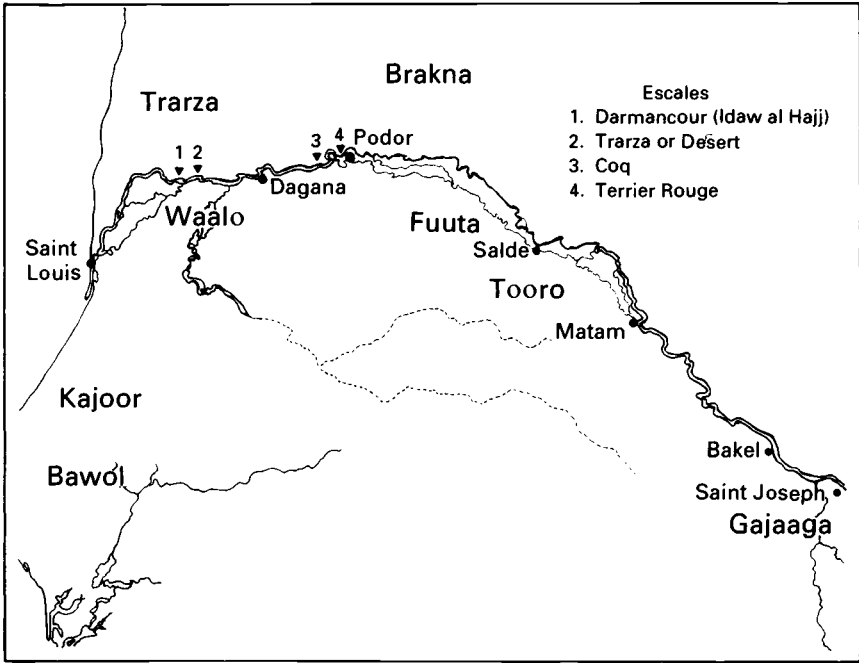 Brakna
Trarza
Escales
1. Darmancour (Idaw al Hajj)
2. Trarza or Desert
3. Coq
4. Terrier Rouge
1 2
3 4
Podor
Dagana
Waalo
Fuuta
Saint
Louis
Salde
Tooro
Matam
Kajoor
Bakel
Bawol
Saint Joseph
Gajaaga